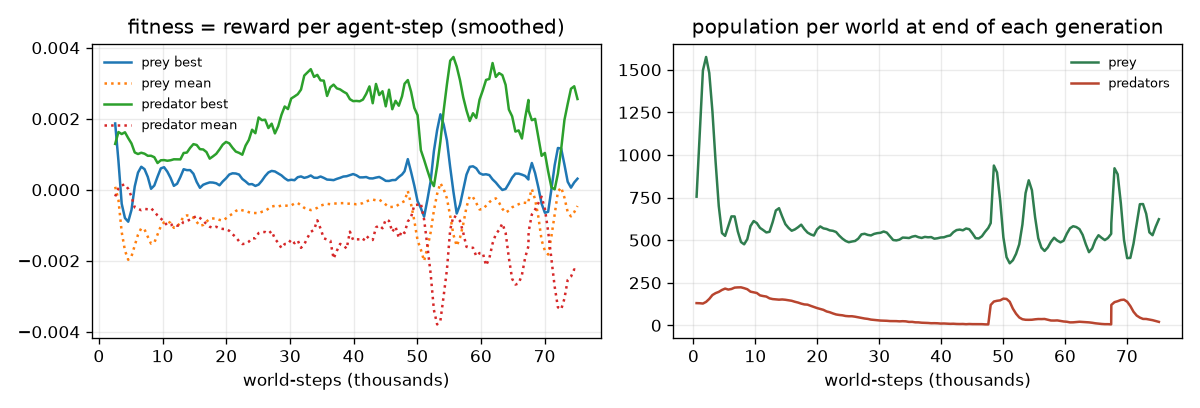 fitness = reward per agent-step (smoothed)
0.004
0.002
0.000
−0.002
−0.004
prey best
prey mean
predator best
predator mean
0 10 20 30 40 50 60 70
world-steps (thousands)
population per world at end of each generation
1500
1250
1000
750
500
250
0
prey
predators
0 10 20 30 40 50 60 70
world-steps (thousands)